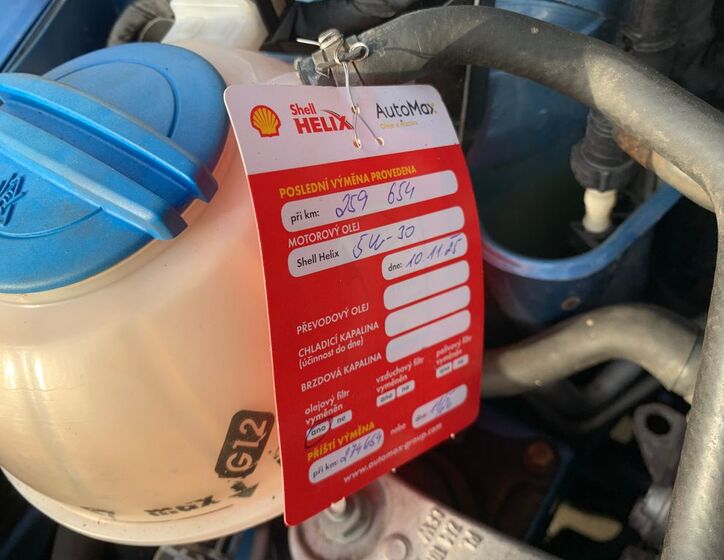 Shell
HELIX
AutoMax
POSLEDNÍ VÝMĚNA PROVEDENA
při km: 259 654
MOTOROVÝ OLEJ
Shell Helix 5W-30
dne: 10.11.25
PŘEVODOVÝ OLEJ
CHLADICÍ KAPALINA
(účinnost do dne)
BRZDOVÁ KAPALINA
olejový filtr
vyměněn
ano ne
vzduchový filtr
vyměněn
ano ne
palivový filtr
vyměněn
ano ne
PŘÍŠTÍ VÝMĚNA
při km: 274654
nebo
dne:
www.automax-group.com
G12
max